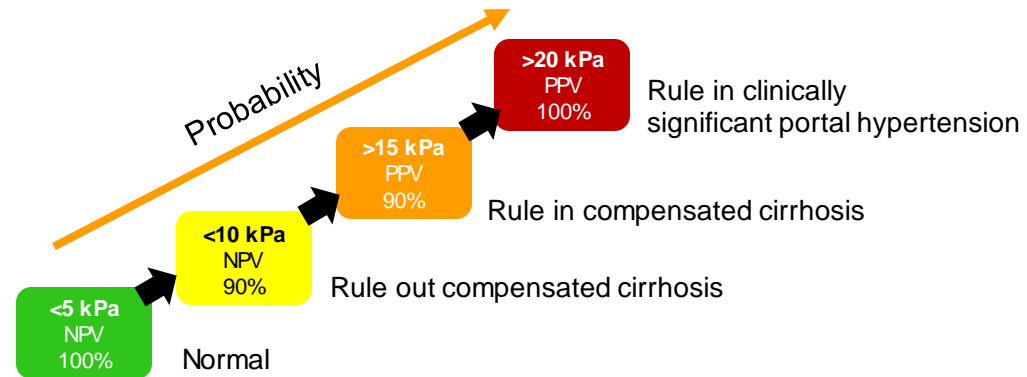 Probability
>20 kPa
PPV
100%
Rule in clinically
significant portal hypertension
>15 kPa
PPV
90%
Rule in compensated cirrhosis
<10 kPa
NPV
90%
Rule out compensated cirrhosis
<5 kPa
NPV
100%
Normal